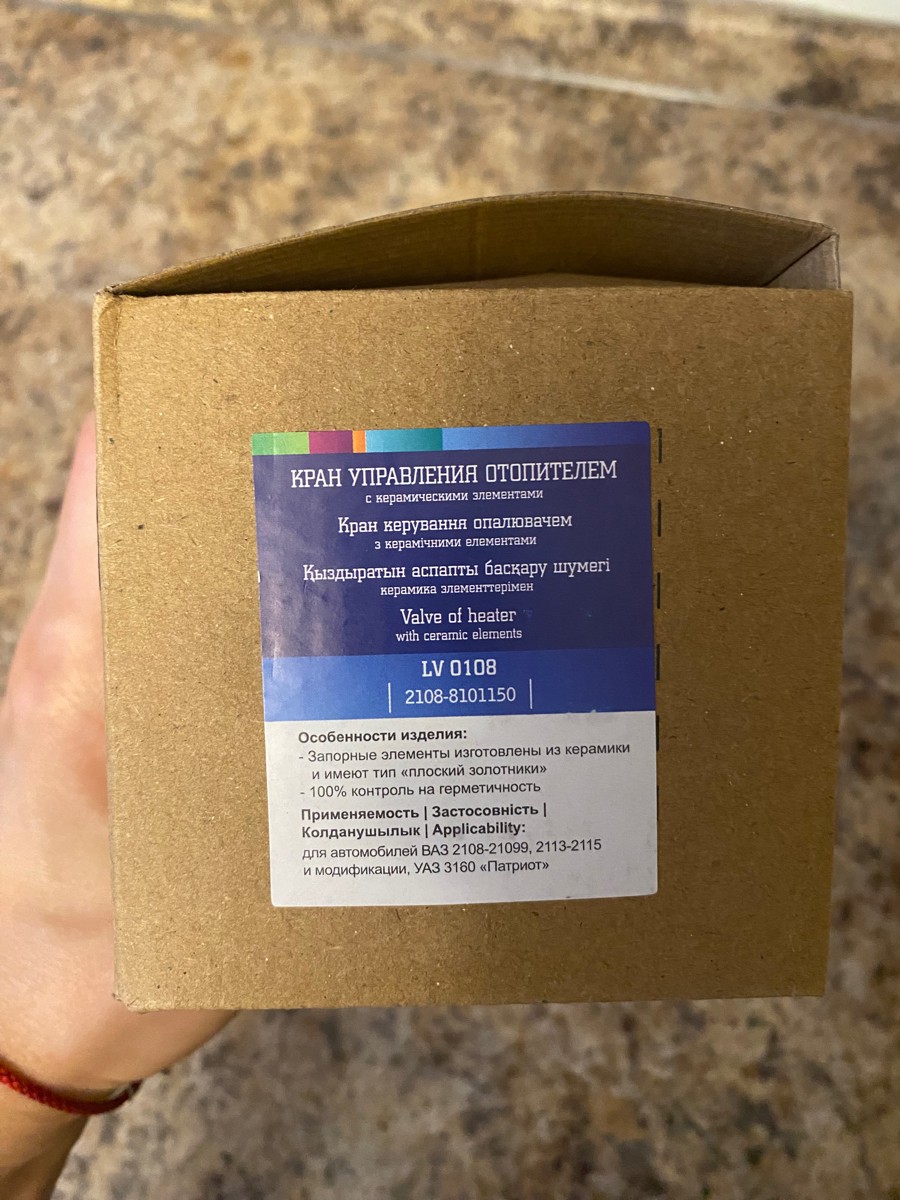 КРАН УПРАВЛЕНИЯ ОТОПИТЕЛЕМ
с керамическими элементами
Кран керування опалювачем
з керамічними елементами
Қыздыратын аспапты басқару шумегі
керамика элементтерімен
Valve of heater
with ceramic elements
LV 0108
2108-8101150
Особенности изделия:
- Запорные элементы изготовлены из керамики
и имеют тип «плоский золотники»
- 100% контроль на герметичность
Применяемость | Застосовність |
Колданушылык | Applicability:
для автомобилей ВАЗ 2108-21099, 2113-2115
и модификации, УАЗ 3160 «Патриот»